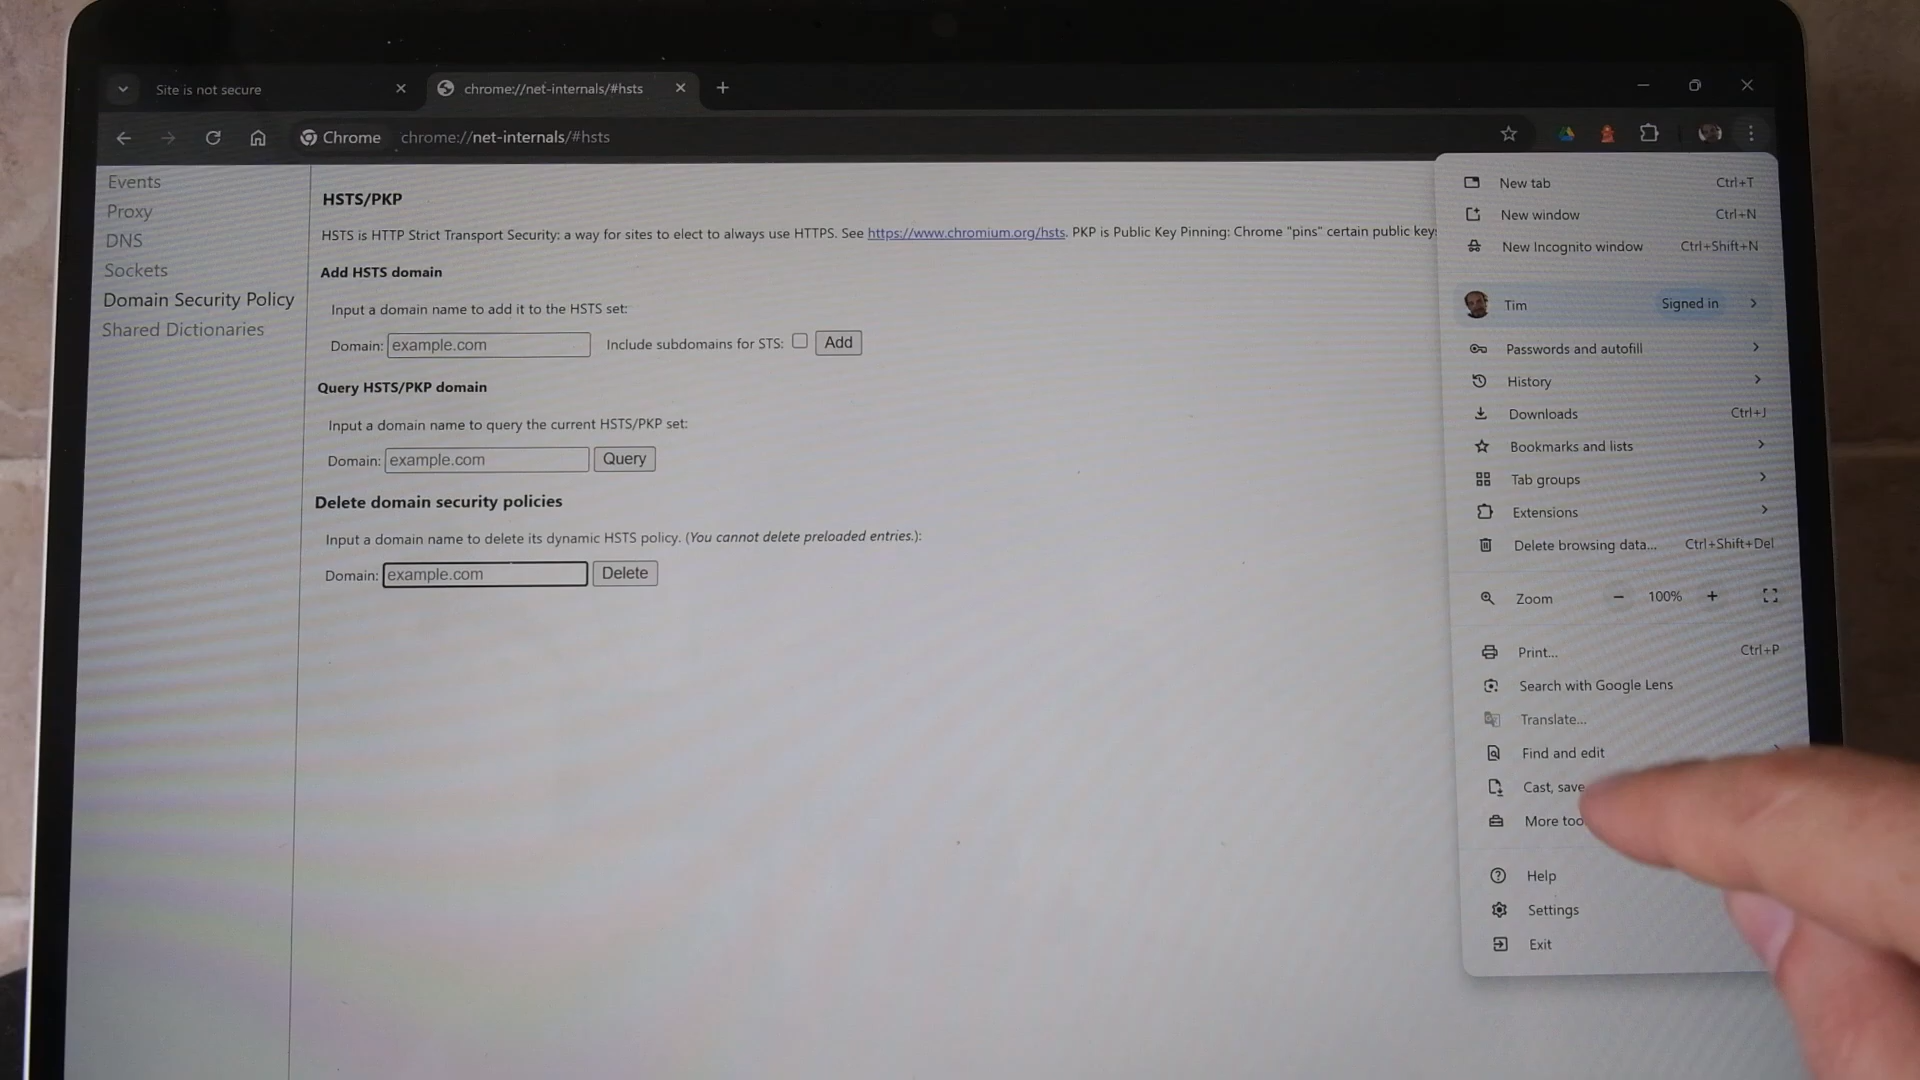 Site is not secure
chrome://net-internals/#hsts
Chrome chrome://net-internals/#hsts
Events
Proxy
DNS
Sockets
Domain Security Policy
Shared Dictionaries
HSTS/PKP
HSTS is HTTP Strict Transport Security: a way for sites to elect to always use HTTPS. See https://www.chromium.org/hsts. PKP is Public Key Pinning: Chrome "pins" certain public key
Add HSTS domain
Input a domain name to add it to the HSTS set:
Domain: example.com Include subdomains for STS: Add
Query HSTS/PKP domain
Input a domain name to query the current HSTS/PKP set:
Domain: example.com Query
Delete domain security policies
Input a domain name to delete its dynamic HSTS policy. (You cannot delete preloaded entries.):
Domain: example.com Delete
New tab Ctrl+T
New window Ctrl+N
New Incognito window Ctrl+Shift+N
Tim Signed in
Passwords and autofill
History
Downloads Ctrl+J
Bookmarks and lists
Tab groups
Extensions
Delete browsing data... Ctrl+Shift+Del
Zoom − 100% +
Print... Ctrl+P
Search with Google Lens
Translate...
Find and edit
Cast, save
More too
Help
Settings
Exit